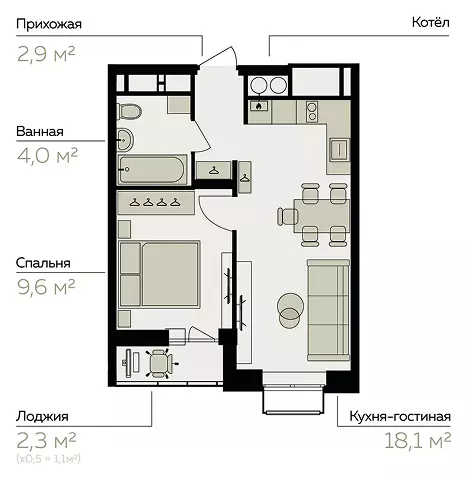 Прихожая
2,9 м²
Котёл
Ванная
4,0 м²
Спальня
9,6 м²
Лоджия
2,3 м²
(х0,5 = 1,1м²)
Кухня-гостиная
18,1 м²